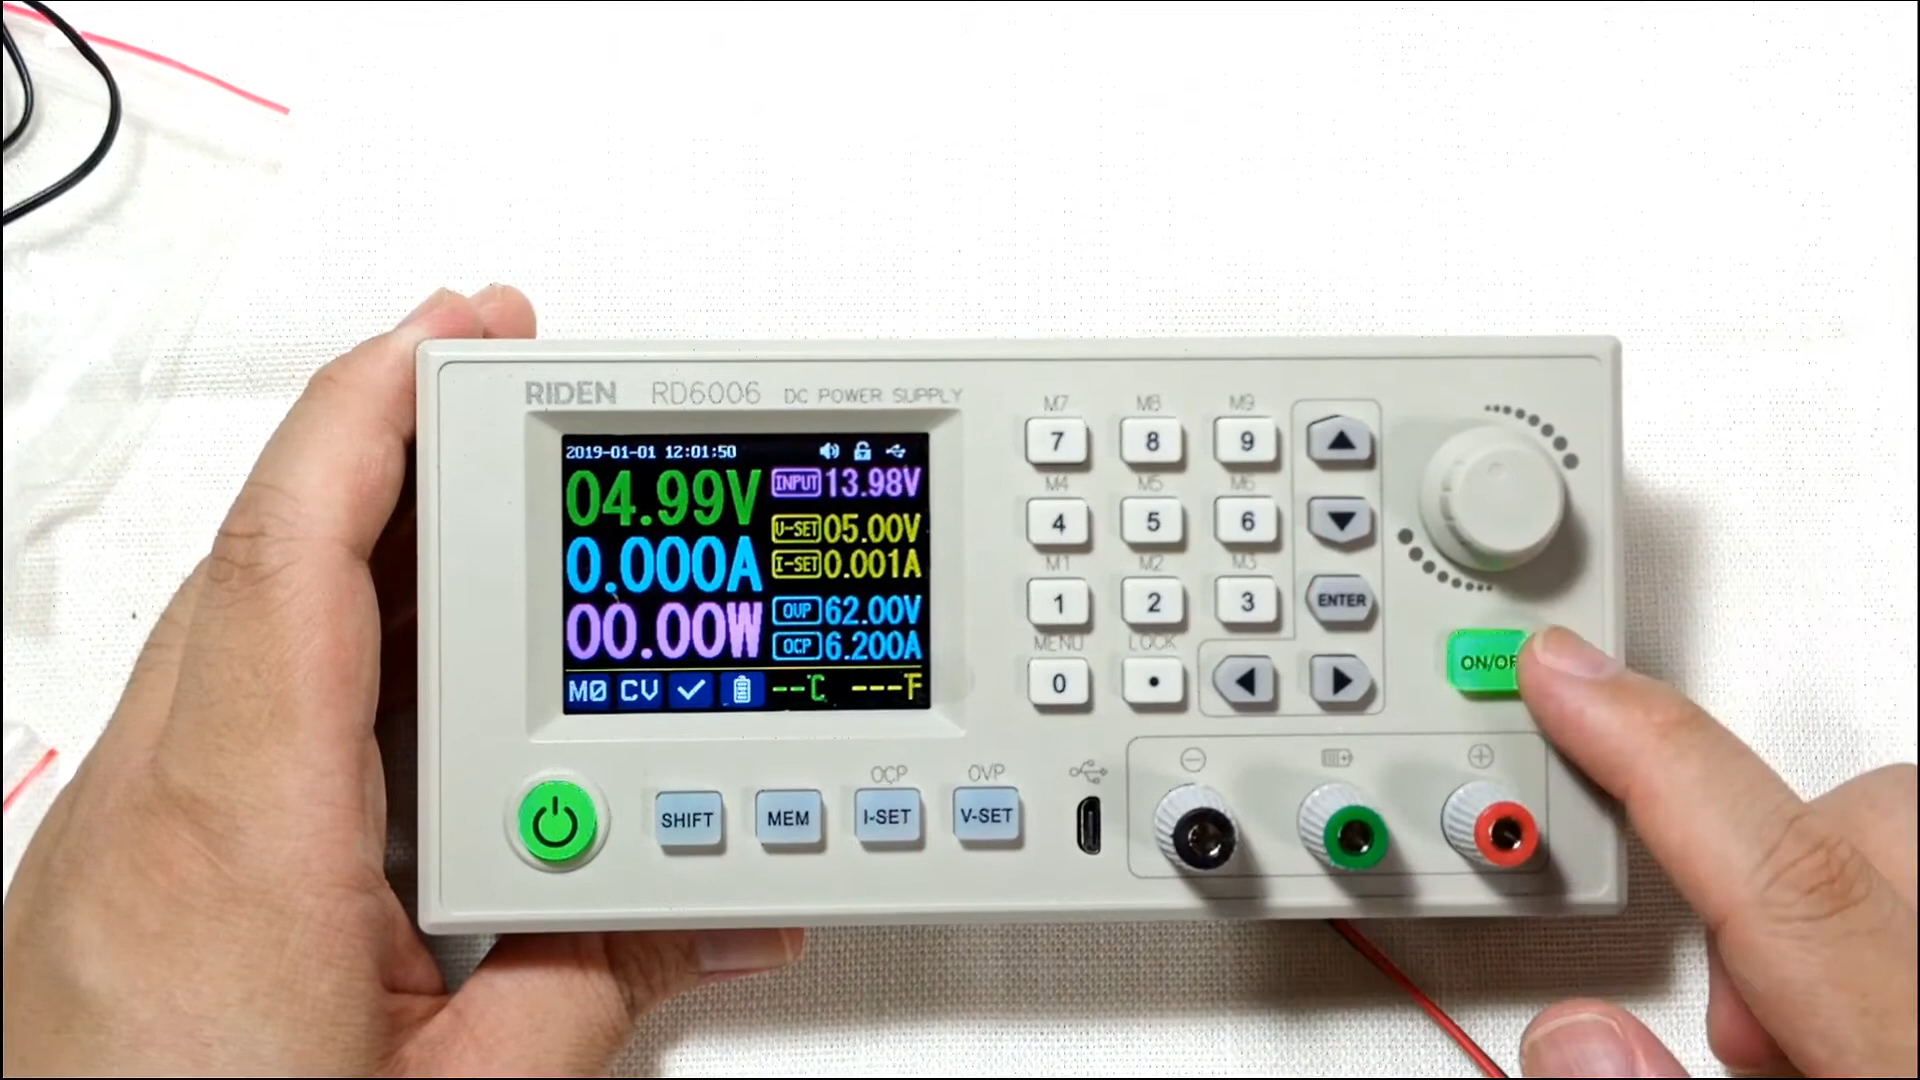 RIDEN RD6006 DC POWER SUPPLY
2019-01-01 12:01:50
04.99V
INPUT 13.98V
0.000A
V-SET 05.00V
I-SET 0.001A
00.00W
OVP 62.00V
OCP 6.200A
M0 CV --℃ ---℉
M7 M8 M9
7 8 9
M4 M5 M6
4 5 6
M1 M2 M3
1 2 3 ENTER
MENU LOCK
0 .
ON/OF
OCP OVP
SHIFT MEM I-SET V-SET